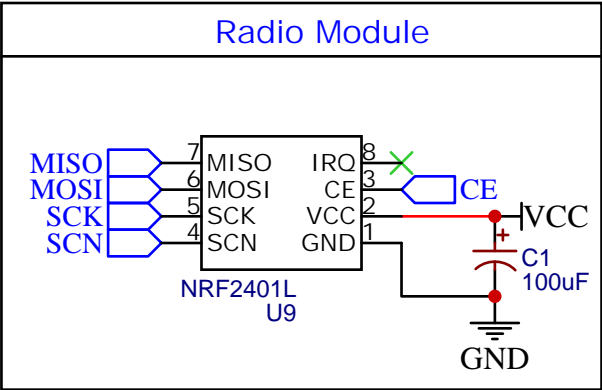 Radio Module
MISO 7 MISO IRQ 8
MOSI 6 MOSI CE 3 CE
SCK 5 SCK VCC 2 VCC
SCN 4 SCN GND 1
+
C1
100uF
NRF2401L
U9
GND